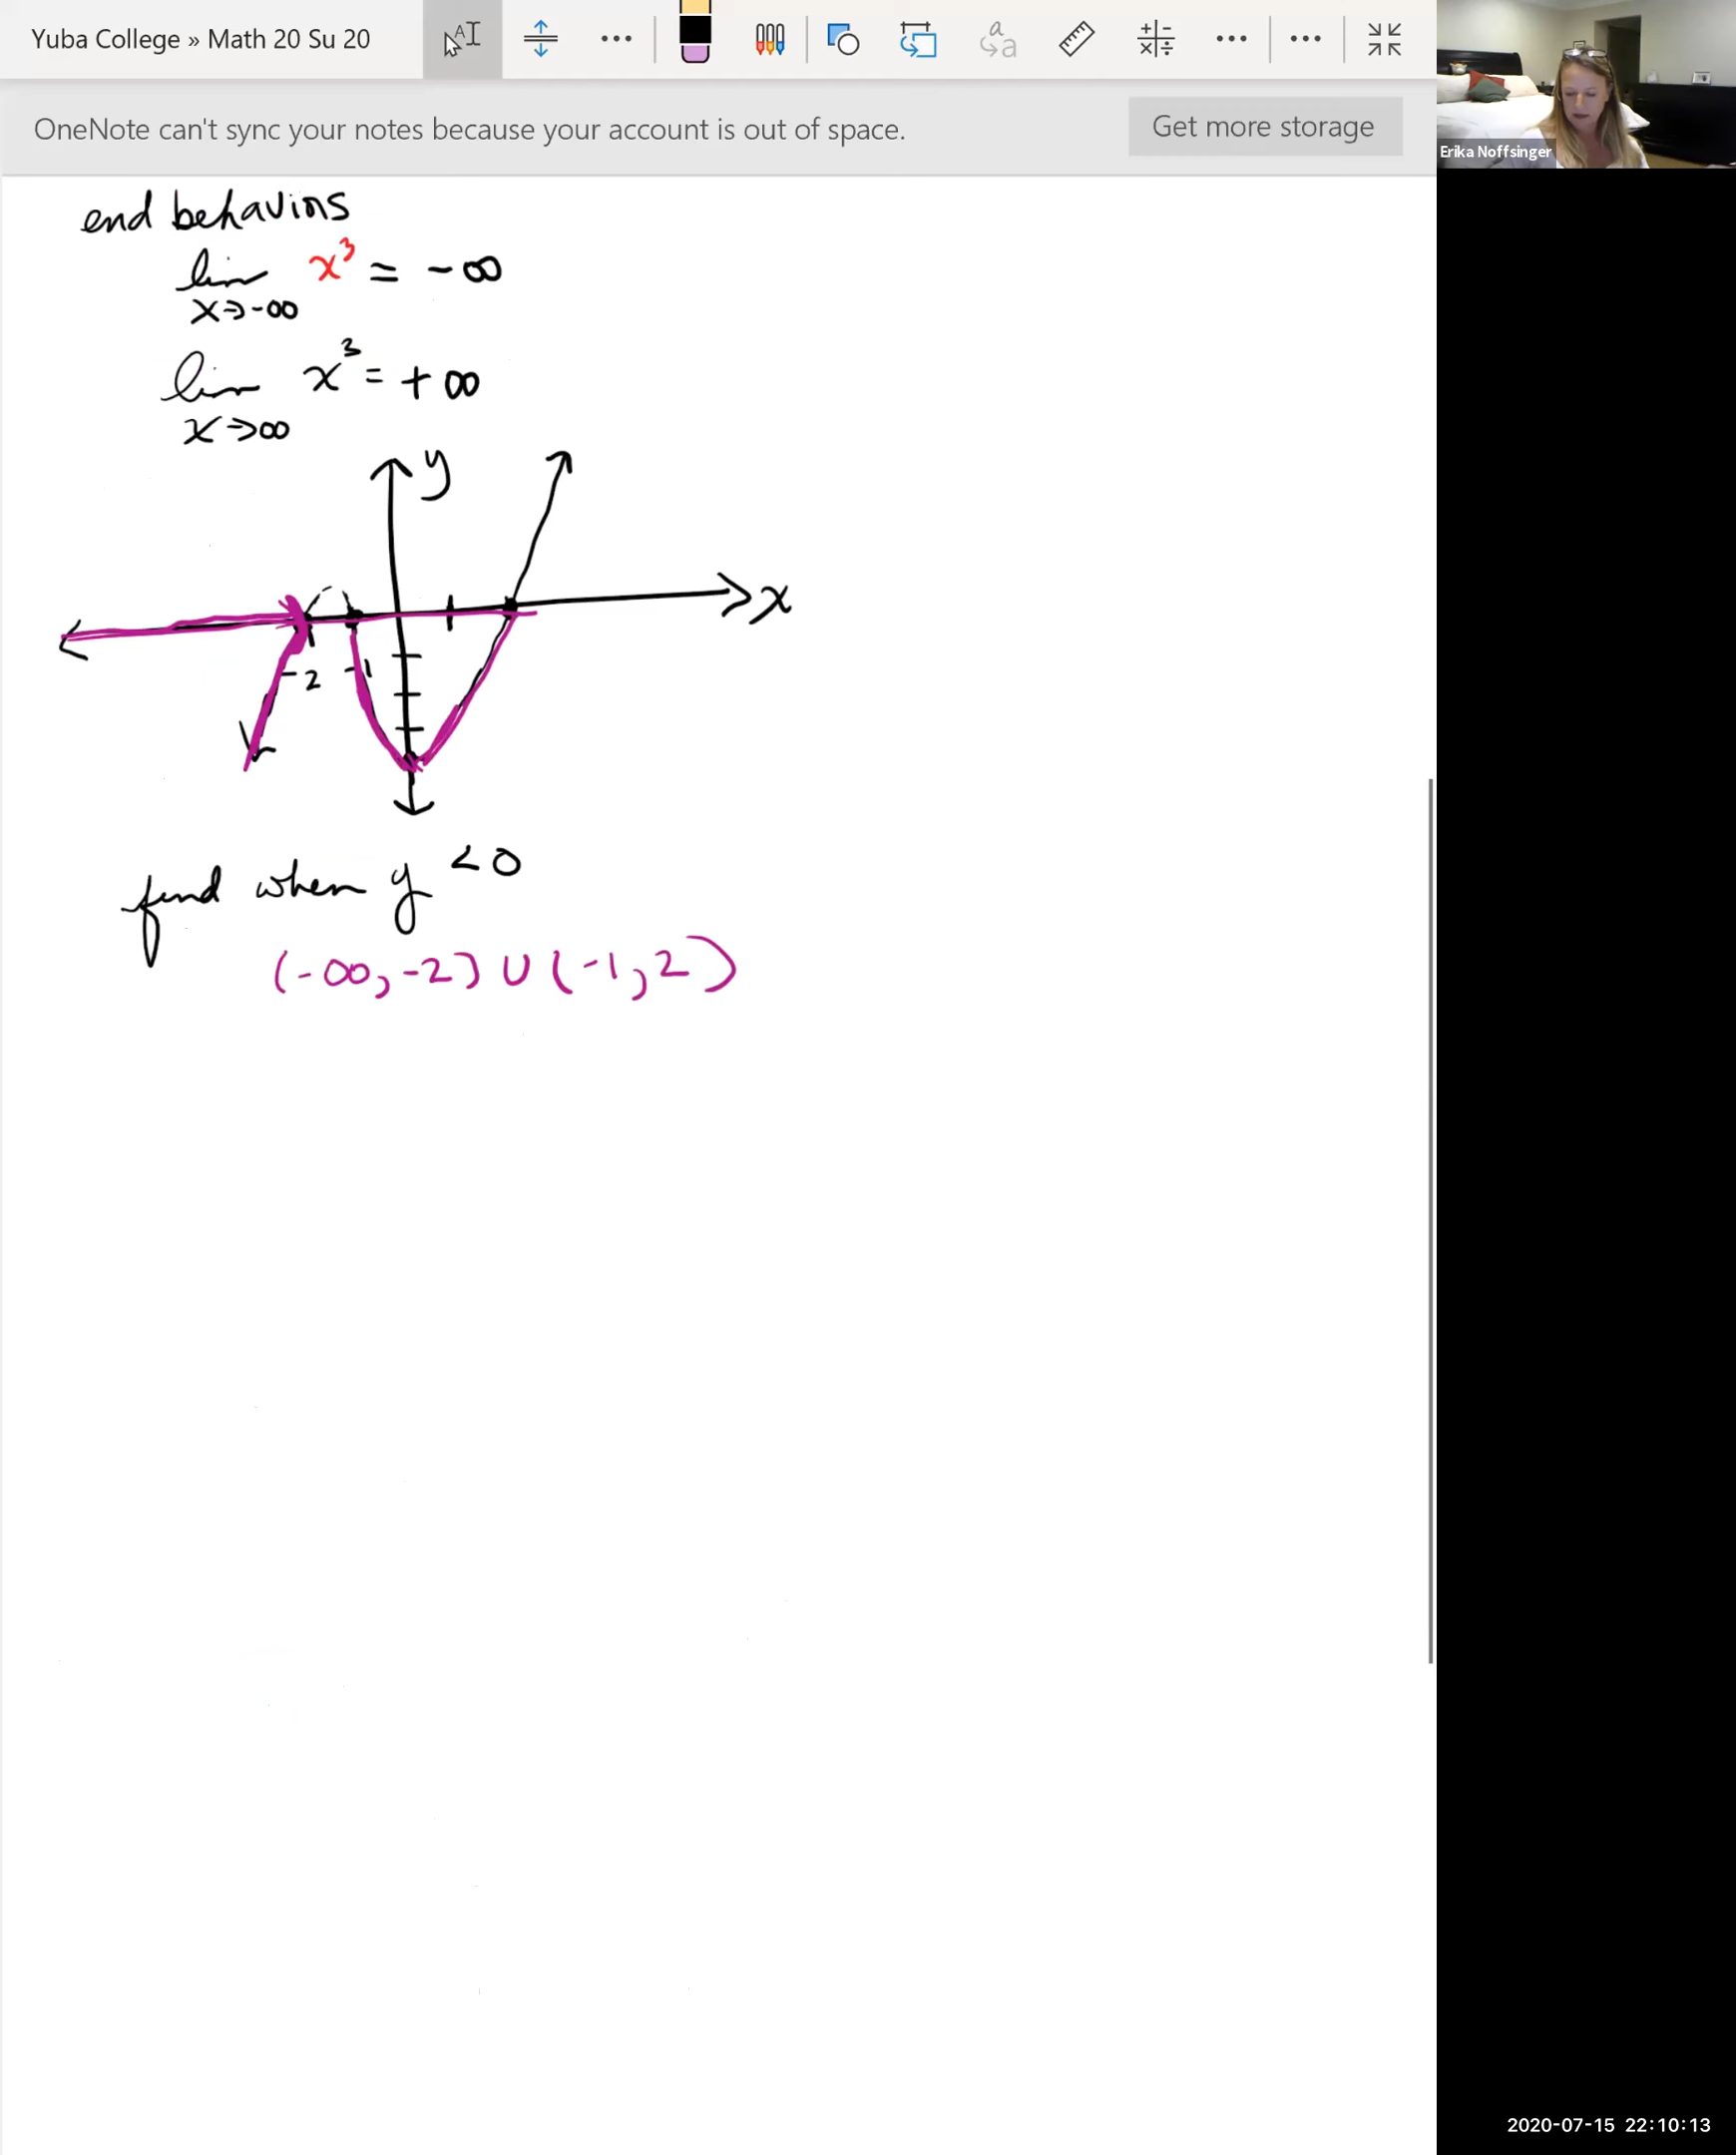 Yuba College » Math 20 Su 20
OneNote can't sync your notes because your account is out of space.
Get more storage
Erika Noffsinger
end behaviors
lim x³ = -∞
x→-∞
lim x³ = +∞
x→∞
y
x
-2 -1
find when y <0
(-∞, -2) ∪ (-1, 2)
2020-07-15 22:10:13